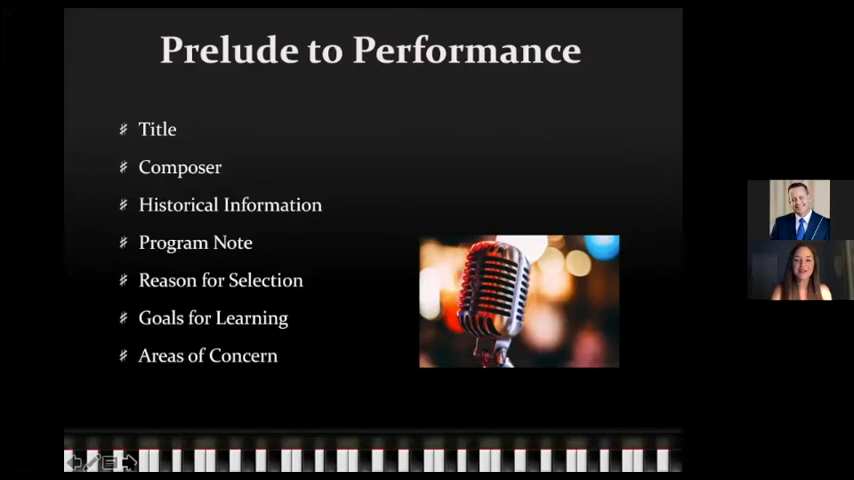 Prelude to Performance
Title
Composer
Historical Information
Program Note
Reason for Selection
Goals for Learning
Areas of Concern